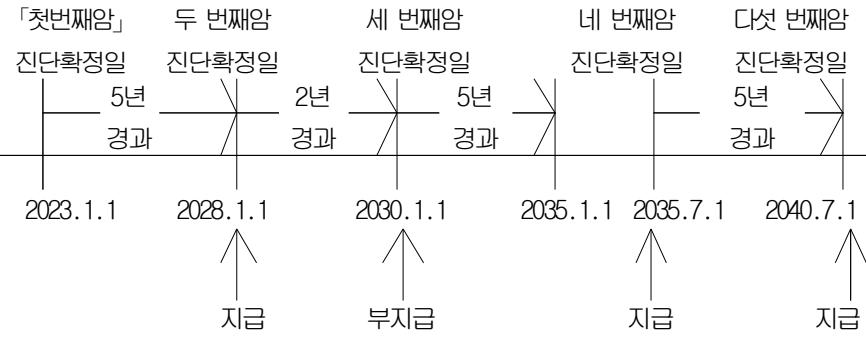 「첫번째암」 두 번째암 세 번째암 네 번째암 다섯 번째암
진단확정일 진단확정일 진단확정일 진단확정일 진단확정일
5년 2년 5년 5년
경과 경과 경과 경과
2023.1.1 2028.1.1 2030.1.1 2035.1.1 2035.7.1 2040.7.1
지급 부지급 지급 지급